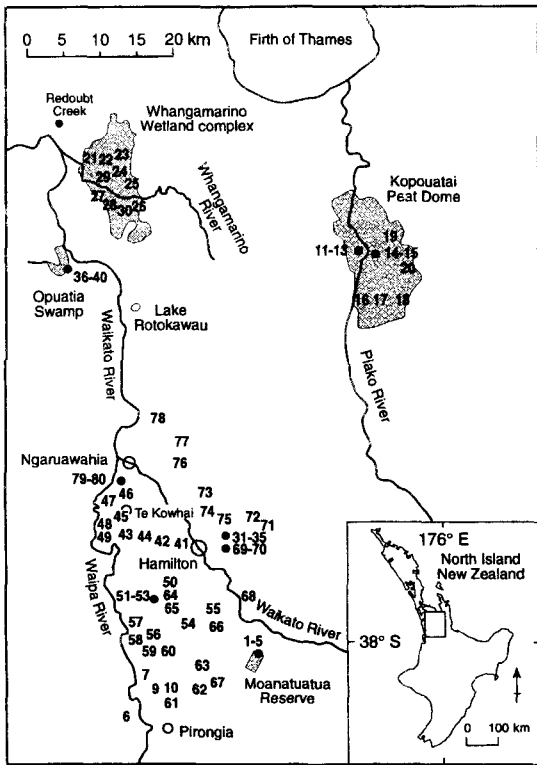 0 5 10 20 km
Firth of Thames
Redoubt
Creek
Whangamarino
Wetland complex
21 22 23
29 24
25
27
28 30 26
Whangamarino
River
Kopouatai
Peat Dome
19
11-13
14-15
20
16 17 18
36-40
Opuatia
Swamp
Lake
Rotokawau
Waikato River
Piako River
78
77
Ngaruawahia
76
79-80
46
47
73
45
Te Kowhai
74
75
72
71
48
49
43
44
42
41
31-35
69-70
Hamilton
50
51-53
64
65
55
68
Waikato River
Waipa River
57
54
66
58
56
59
60
1-5
63
7
9
10
62
67
61
Moanatuatua
Reserve
6
Pirongia
176° E
North Island
New Zealand
38° S
0 100 km